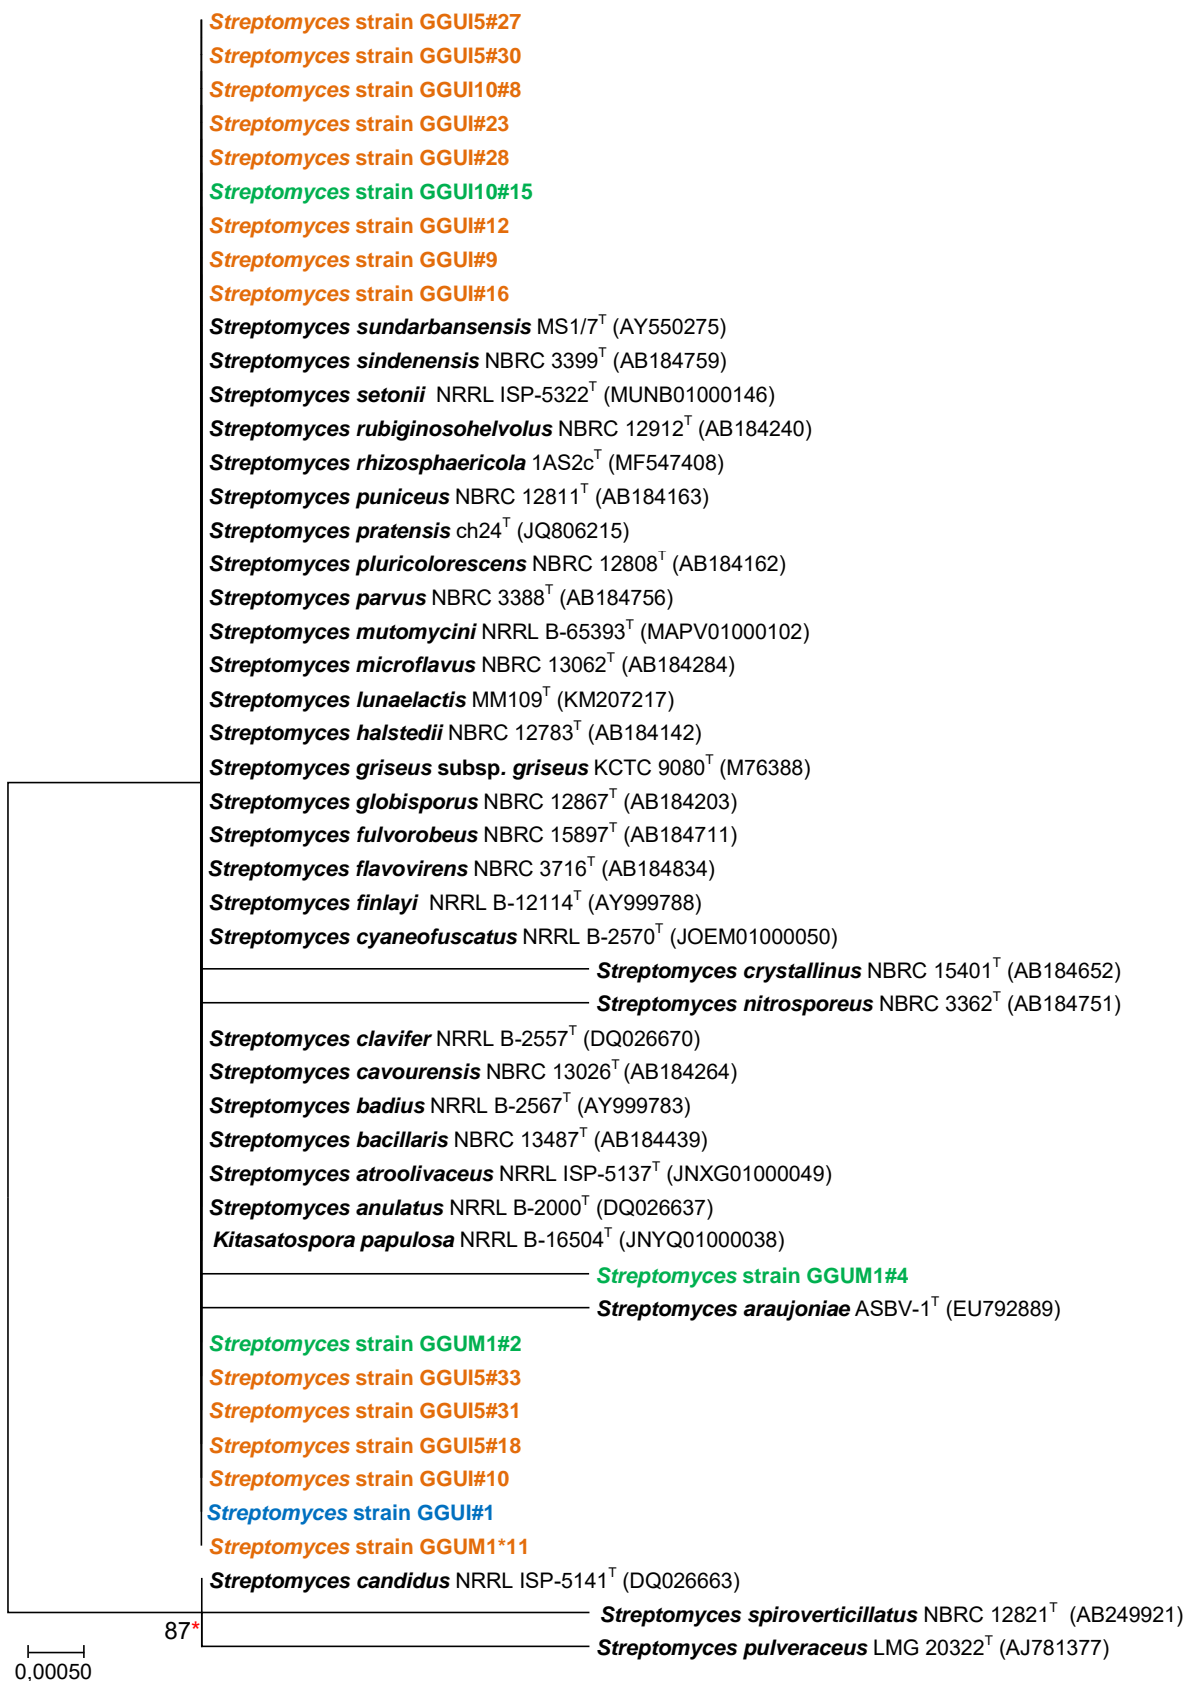 Streptomyces strain GGUI5#27
Streptomyces strain GGUI5#30
Streptomyces strain GGUI10#8
Streptomyces strain GGUI#23
Streptomyces strain GGUI#28
Streptomyces strain GGUI10#15
Streptomyces strain GGUI#12
Streptomyces strain GGUI#9
Streptomyces strain GGUI#16
Streptomyces sundarbansensis MS1/7ᵀ (AY550275)
Streptomyces sindenensis NBRC 3399ᵀ (AB184759)
Streptomyces setonii NRRL ISP-5322ᵀ (MUNB01000146)
Streptomyces rubiginosohelvolus NBRC 12912ᵀ (AB184240)
Streptomyces rhizosphaericola 1AS2cᵀ (MF547408)
Streptomyces puniceus NBRC 12811ᵀ (AB184163)
Streptomyces pratensis ch24ᵀ (JQ806215)
Streptomyces pluricolorescens NBRC 12808ᵀ (AB184162)
Streptomyces parvus NBRC 3388ᵀ (AB184756)
Streptomyces mutomycini NRRL B-65393ᵀ (MAPV01000102)
Streptomyces microflavus NBRC 13062ᵀ (AB184284)
Streptomyces lunaelactis MM109ᵀ (KM207217)
Streptomyces halstedii NBRC 12783ᵀ (AB184142)
Streptomyces griseus subsp. griseus KCTC 9080ᵀ (M76388)
Streptomyces globisporus NBRC 12867ᵀ (AB184203)
Streptomyces fulvorobeus NBRC 15897ᵀ (AB184711)
Streptomyces flavovirens NBRC 3716ᵀ (AB184834)
Streptomyces finlayi NRRL B-12114ᵀ (AY999788)
Streptomyces cyaneofuscatus NRRL B-2570ᵀ (JOEM01000050)
Streptomyces crystallinus NBRC 15401ᵀ (AB184652)
Streptomyces nitrosporeus NBRC 3362ᵀ (AB184751)
Streptomyces clavifer NRRL B-2557ᵀ (DQ026670)
Streptomyces cavourensis NBRC 13026ᵀ (AB184264)
Streptomyces badius NRRL B-2567ᵀ (AY999783)
Streptomyces bacillaris NBRC 13487ᵀ (AB184439)
Streptomyces atroolivaceus NRRL ISP-5137ᵀ (JNXG01000049)
Streptomyces anulatus NRRL B-2000ᵀ (DQ026637)
Kitasatospora papulosa NRRL B-16504ᵀ (JNYQ01000038)
Streptomyces strain GGUM1#4
Streptomyces araujoniae ASBV-1ᵀ (EU792889)
Streptomyces strain GGUM1#2
Streptomyces strain GGUI5#33
Streptomyces strain GGUI5#31
Streptomyces strain GGUI5#18
Streptomyces strain GGUI#10
Streptomyces strain GGUI#1
Streptomyces strain GGUM1*11
Streptomyces candidus NRRL ISP-5141ᵀ (DQ026663)
Streptomyces spiroverticillatus NBRC 12821ᵀ (AB249921)
87*
Streptomyces pulveraceus LMG 20322ᵀ (AJ781377)
0,00050